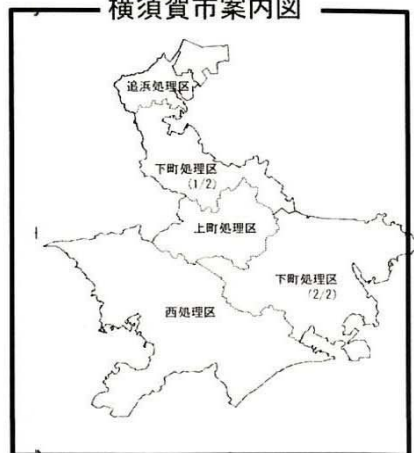 横須賀市案内図
追浜処理区
下町処理区
(1/2)
上町処理区
下町処理区
(2/2)
西処理区